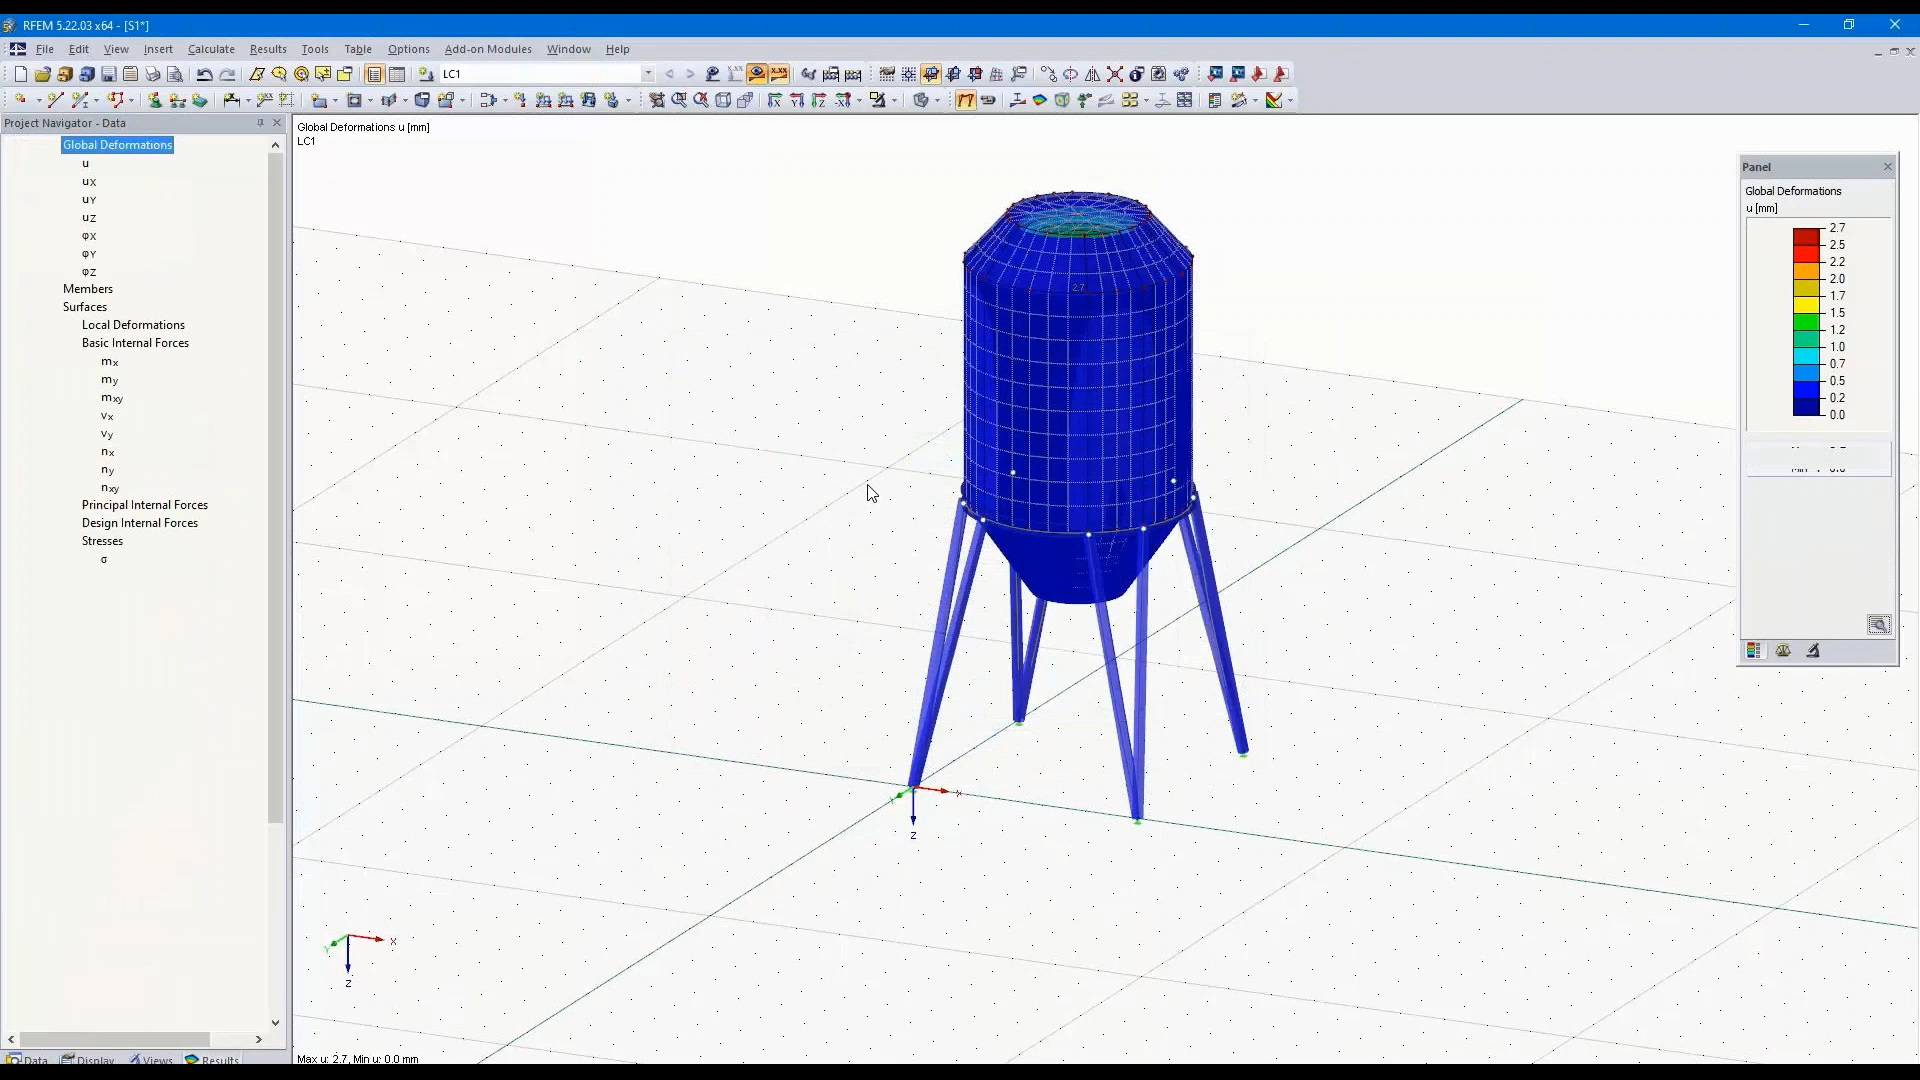 RFEM 5.22.03 x64 - [S1*]
File Edit View Insert Calculate Results Tools Table Options Add-on Modules Window Help
LC1
Project Navigator - Data
Global Deformations
u
uX
uY
uZ
φX
φY
φZ
Members
Surfaces
Local Deformations
Basic Internal Forces
mx
my
mxy
vx
vy
nx
ny
nxy
Principal Internal Forces
Design Internal Forces
Stresses
σ
Data Display Views Results
Global Deformations u [mm]
LC1
2.7
X
Y
Z
X
Y
Z
Max u: 2.7, Min u: 0.0 mm
Panel
Global Deformations
u [mm]
2.7
2.5
2.2
2.0
1.7
1.5
1.2
1.0
0.7
0.5
0.2
0.0